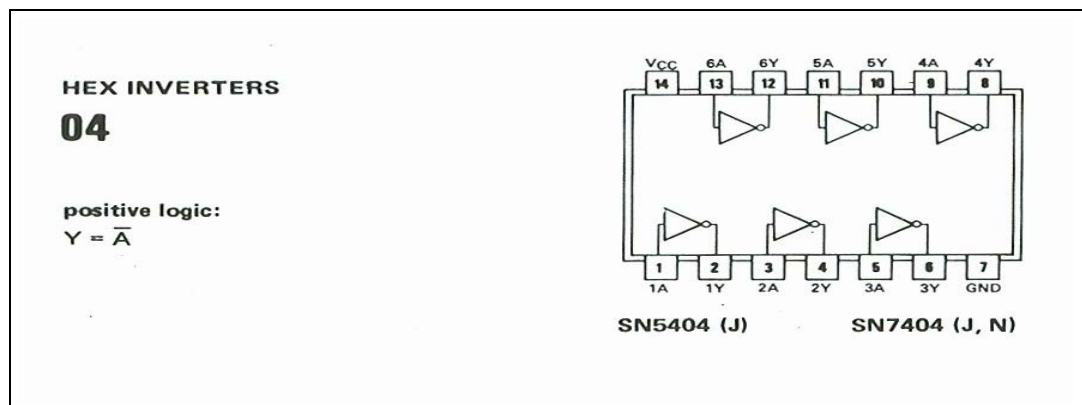 HEX INVERTERS
04
positive logic:
Y = A̅
VCC 6A 6Y 5A 5Y 4A 4Y
14 13 12 11 10 9 8
1 2 3 4 5 6 7
1A 1Y 2A 2Y 3A 3Y GND
SN5404 (J) SN7404 (J, N)